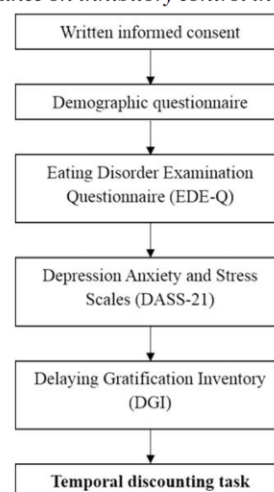 Written informed consent
Demographic questionnaire
Eating Disorder Examination
Questionnaire (EDE-Q)
Depression Anxiety and Stress
Scales (DASS-21)
Delaying Gratification Inventory
(DGI)
Temporal discounting task